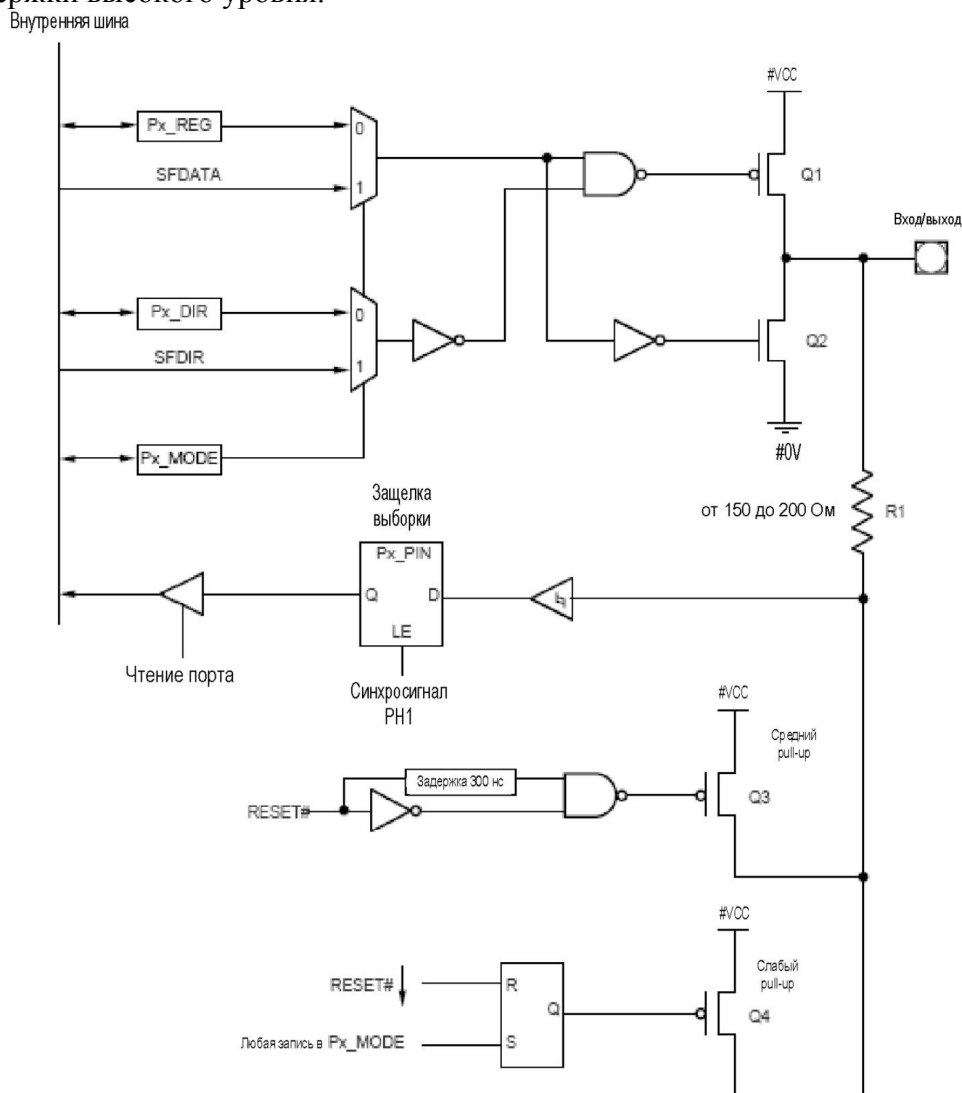 высокого уровня.
Внутренняя шина
#VCC
Px_REG
0
SFDATA
1
Q1
Вход/выход
Px_DIR
0
SFDIR
1
Q2
#0V
Px_MODE
Защелка
выборки
от 150 до 200 Ом
R1
Px_PIN
Q
D
LE
Чтение порта
Синхросигнал
PH1
#VCC
Средний
pull-up
Задержка 300 нс
RESET#
Q3
#VCC
Слабый
pull-up
RESET#
R
Q
Q4
Любая запись в Px_MODE
S